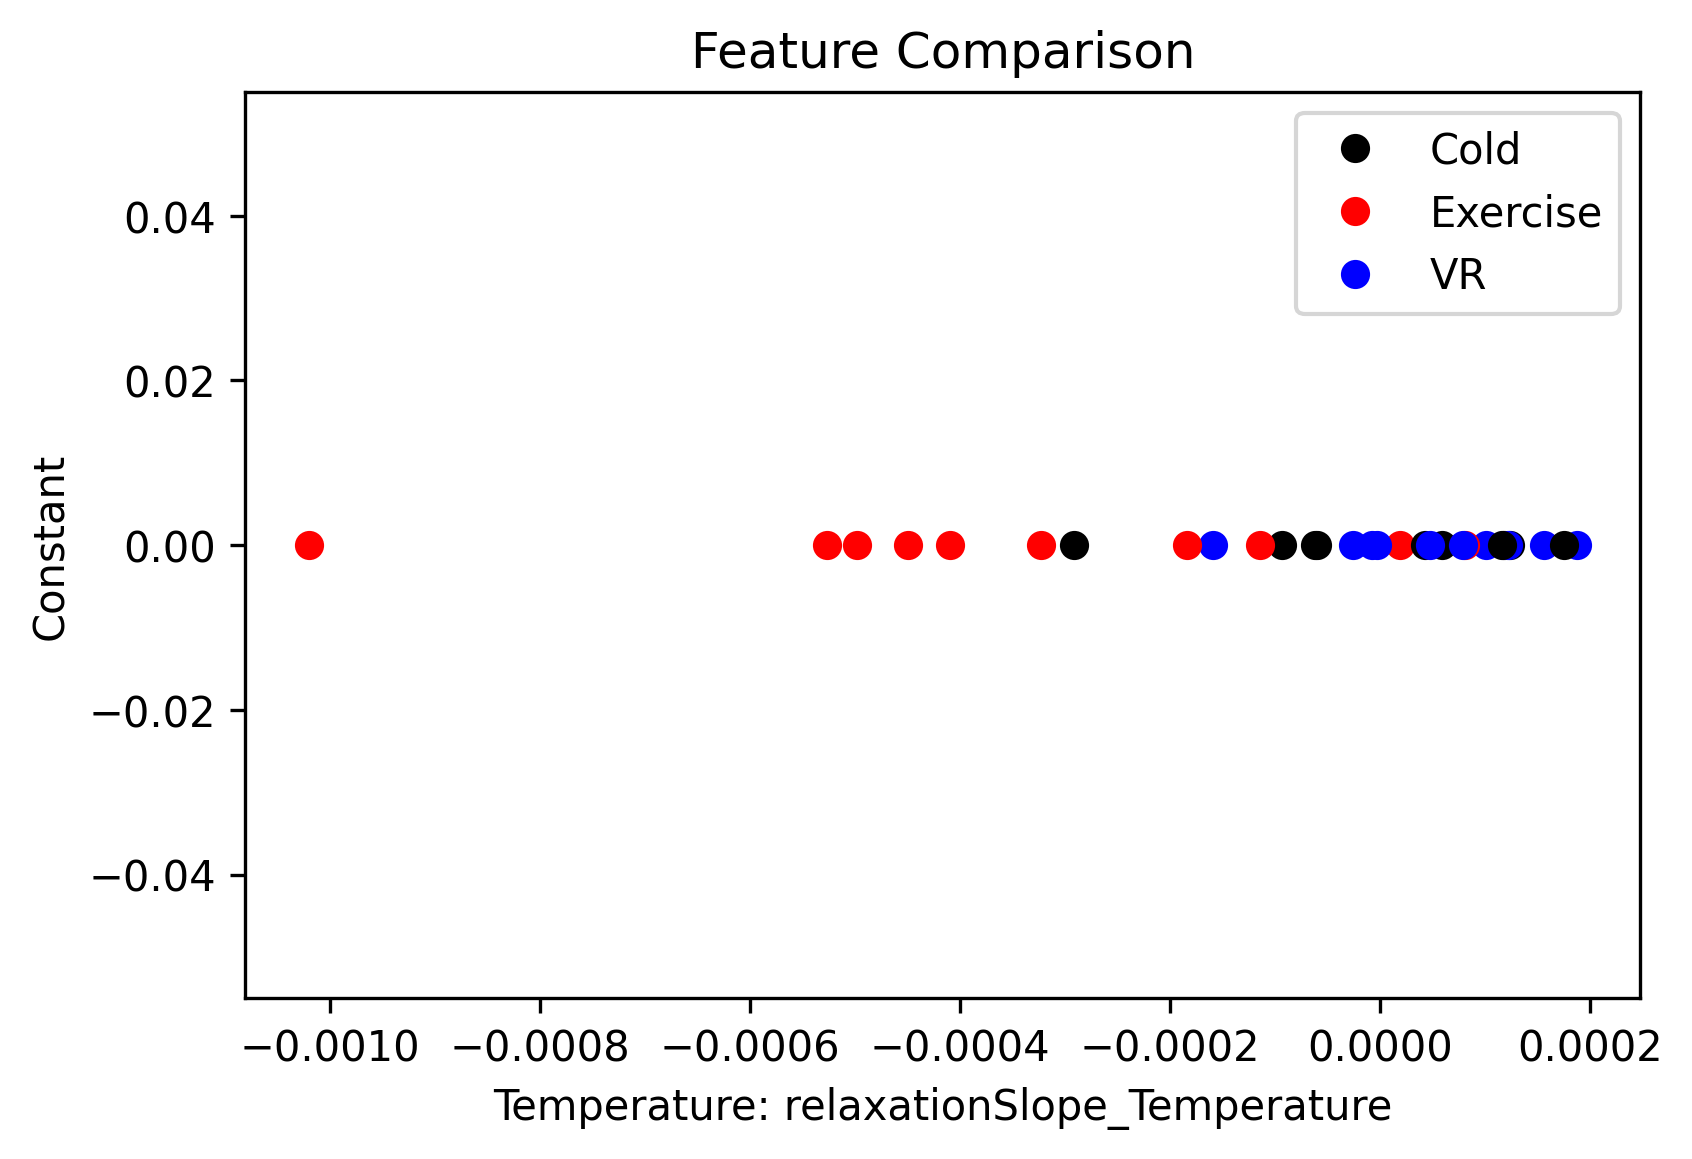 Feature Comparison
Cold
Exercise
VR
0.04
0.02
0.00
−0.02
−0.04
Constant
−0.0010 −0.0008 −0.0006 −0.0004 −0.0002 0.0000 0.0002
Temperature: relaxationSlope_Temperature